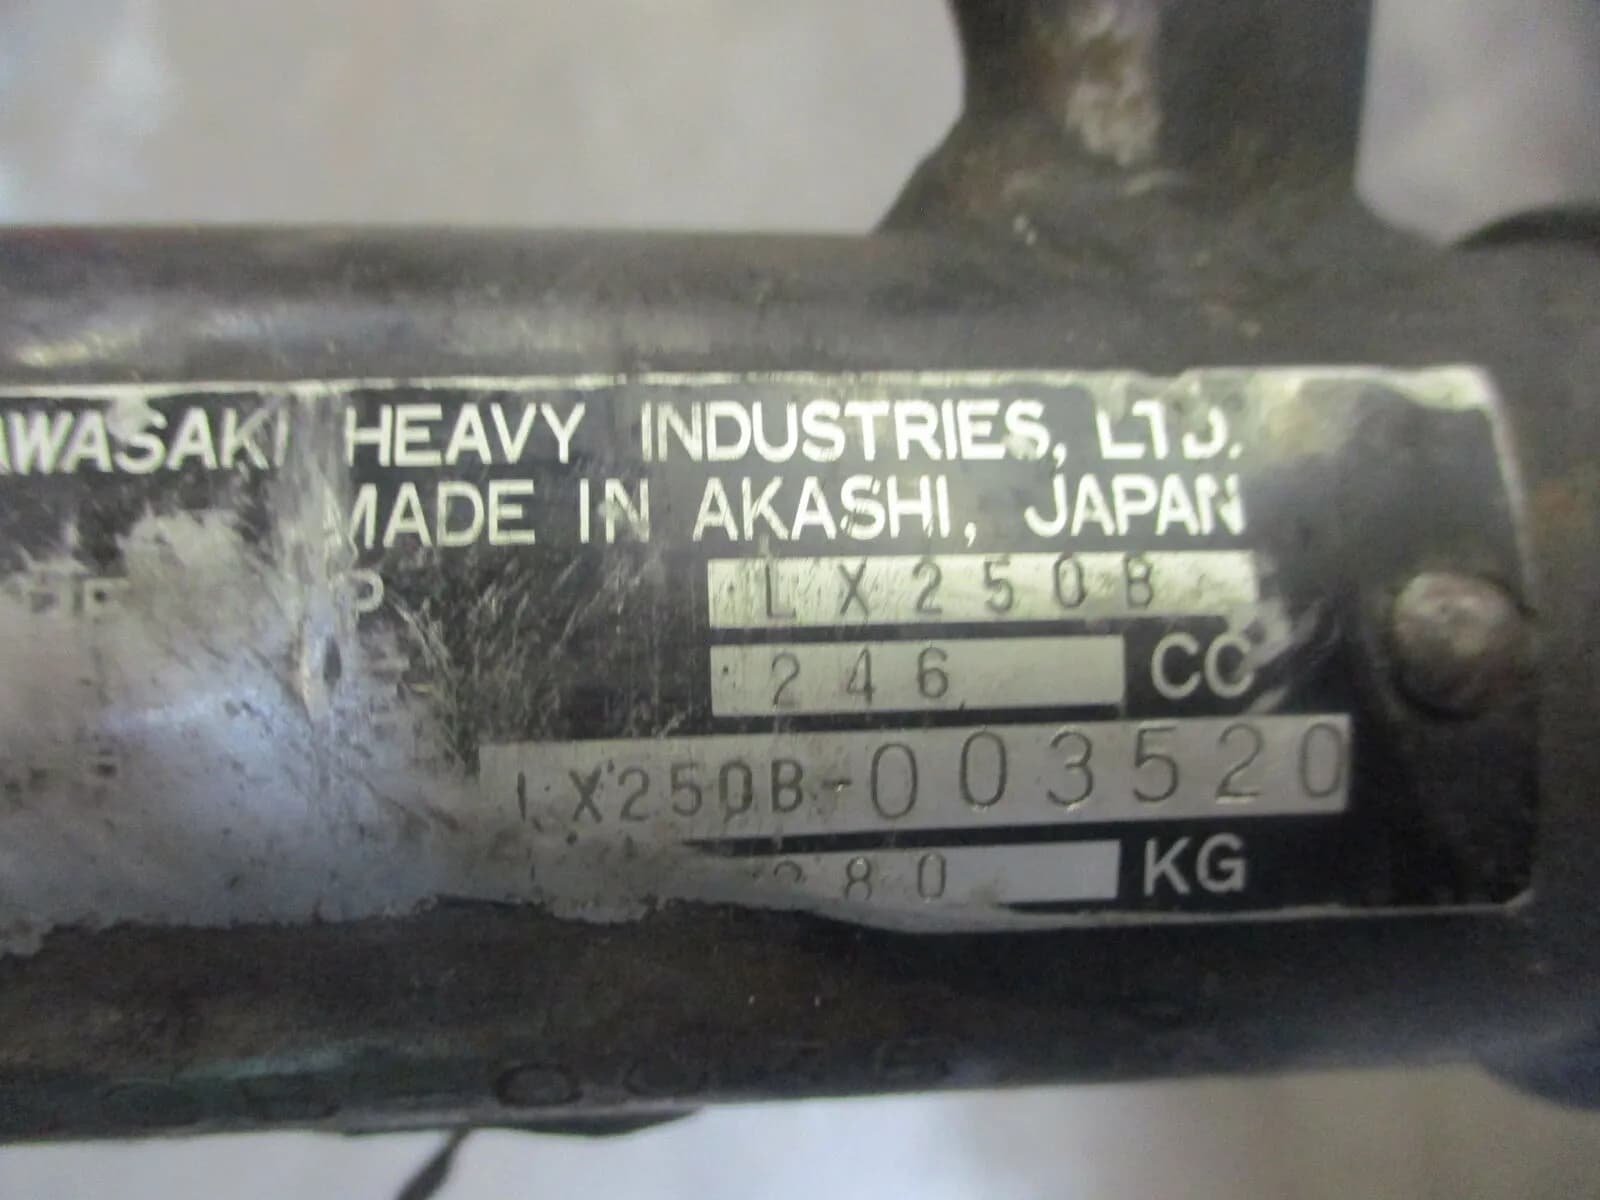 AWASAKI HEAVY INDUSTRIES, LTD.
MADE IN AKASHI, JAPAN
LX250B
246 CC
LX250B-003520
280 KG